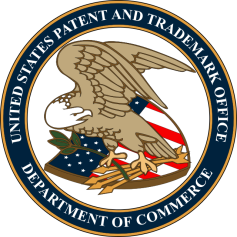 UNITED STATES PATENT AND TRADEMARK OFFICE
DEPARTMENT OF COMMERCE